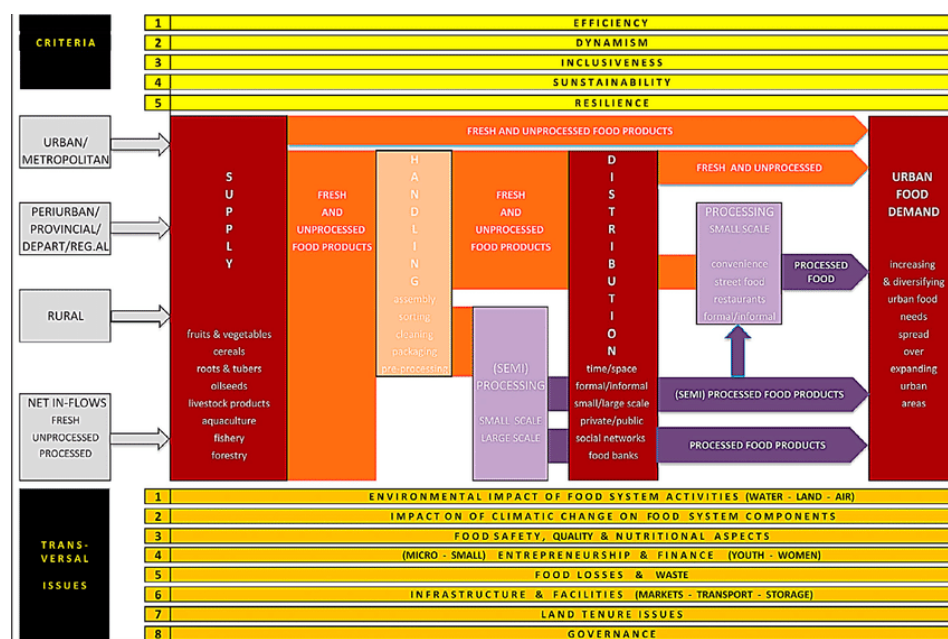 CRITERIA
1 EFFICIENCY
2 DYNAMISM
3 INCLUSIVENESS
4 SUNSTAINABILITY
5 RESILIENCE
URBAN/
METROPOLITAN
PERIURBAN/
PROVINCIAL/
DEPART/REG.AL
RURAL
NET IN-FLOWS
FRESH
UNPROCESSED
PROCESSED
SUPPLY
fruits & vegetables
cereals
roots & tubers
oilseeds
livestock products
aquaculture
fishery
forestry
FRESH AND UNPROCESSED FOOD PRODUCTS
FRESH
AND
UNPROCESSED
FOOD PRODUCTS
HANDLING
assembly
sorting
cleaning
packaging
pre-processing
FRESH
AND
UNPROCESSED
FOOD PRODUCTS
(SEMI)
PROCESSING
SMALL SCALE
LARGE SCALE
DISTRIBUTION
time/space
formal/informal
small/large scale
private/public
social networks
food banks
FRESH AND UNPROCESSED
PROCESSING
SMALL SCALE
convenience
street food
restaurants
formal/informal
PROCESSED
FOOD
(SEMI) PROCESSED FOOD PRODUCTS
PROCESSED FOOD PRODUCTS
URBAN
FOOD
DEMAND
increasing
& diversifying
urban food
needs
spread
over
expanding
urban
areas
TRANS-
VERSAL
ISSUES
1 ENVIRONMENTAL IMPACT OF FOOD SYSTEM ACTIVITIES (WATER - LAND - AIR)
2 IMPACT ON OF CLIMATIC CHANGE ON FOOD SYSTEM COMPONENTS
3 FOOD SAFETY, QUALITY & NUTRITIONAL ASPECTS
4 (MICRO - SMALL) ENTREPRENEURSHIP & FINANCE (YOUTH - WOMEN)
5 FOOD LOSSES & WASTE
6 INFRASTRUCTURE & FACILITIES (MARKETS - TRANSPORT - STORAGE)
7 LAND TENURE ISSUES
8 GOVERNANCE